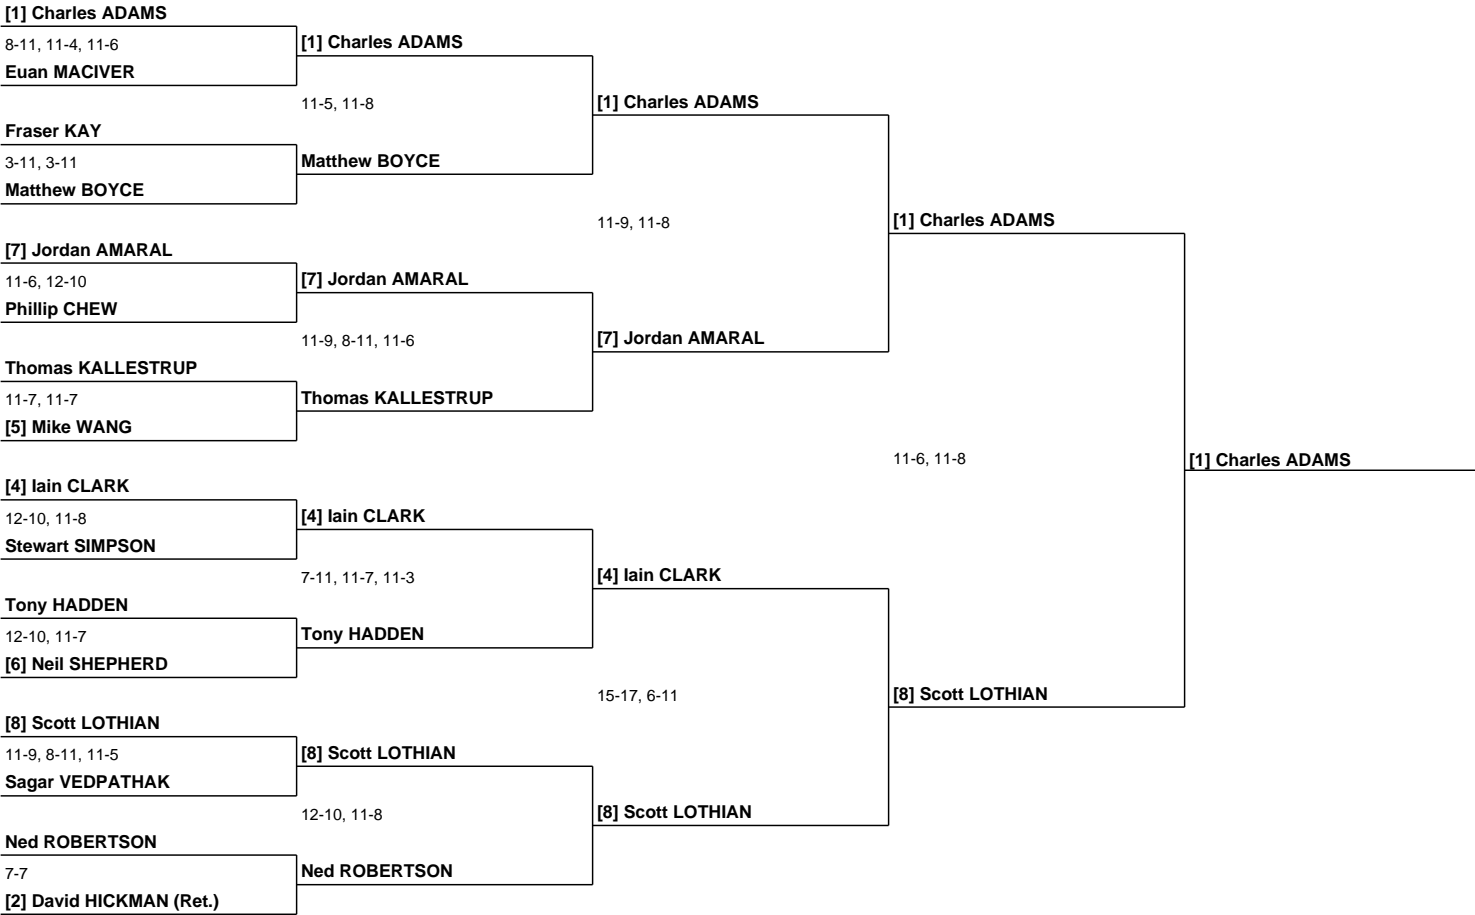 [1] Charles ADAMS
8-11, 11-4, 11-6
Euan MACIVER
Fraser KAY
3-11, 3-11
Matthew BOYCE
[7] Jordan AMARAL
11-6, 12-10
Phillip CHEW
Thomas KALLESTRUP
11-7, 11-7
[5] Mike WANG
[4] Iain CLARK
12-10, 11-8
Stewart SIMPSON
Tony HADDEN
12-10, 11-7
[6] Neil SHEPHERD
[8] Scott LOTHIAN
11-9, 8-11, 11-5
Sagar VEDPATHAK
Ned ROBERTSON
7-7
[2] David HICKMAN (Ret.)
[1] Charles ADAMS
11-5, 11-8
Matthew BOYCE
[7] Jordan AMARAL
11-9, 8-11, 11-6
Thomas KALLESTRUP
[4] Iain CLARK
7-11, 11-7, 11-3
Tony HADDEN
[8] Scott LOTHIAN
12-10, 11-8
Ned ROBERTSON
[1] Charles ADAMS
11-9, 11-8
[7] Jordan AMARAL
[4] Iain CLARK
15-17, 6-11
[8] Scott LOTHIAN
[1] Charles ADAMS
11-6, 11-8
[8] Scott LOTHIAN
[1] Charles ADAMS